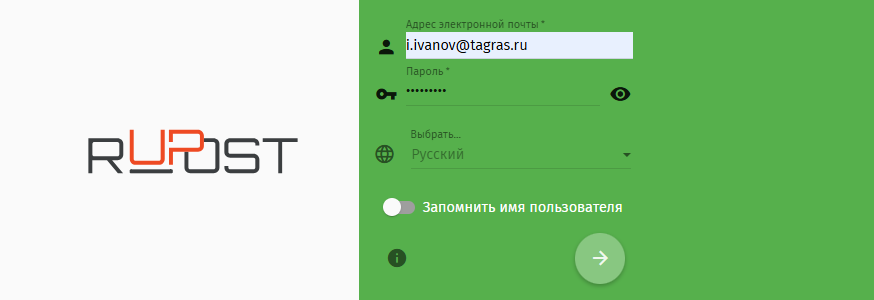 RUPOST
Адрес электронной почты *
i.ivanov@tagras.ru
Пароль *
•••••••••
Выбрать...
Русский
Запомнить имя пользователя